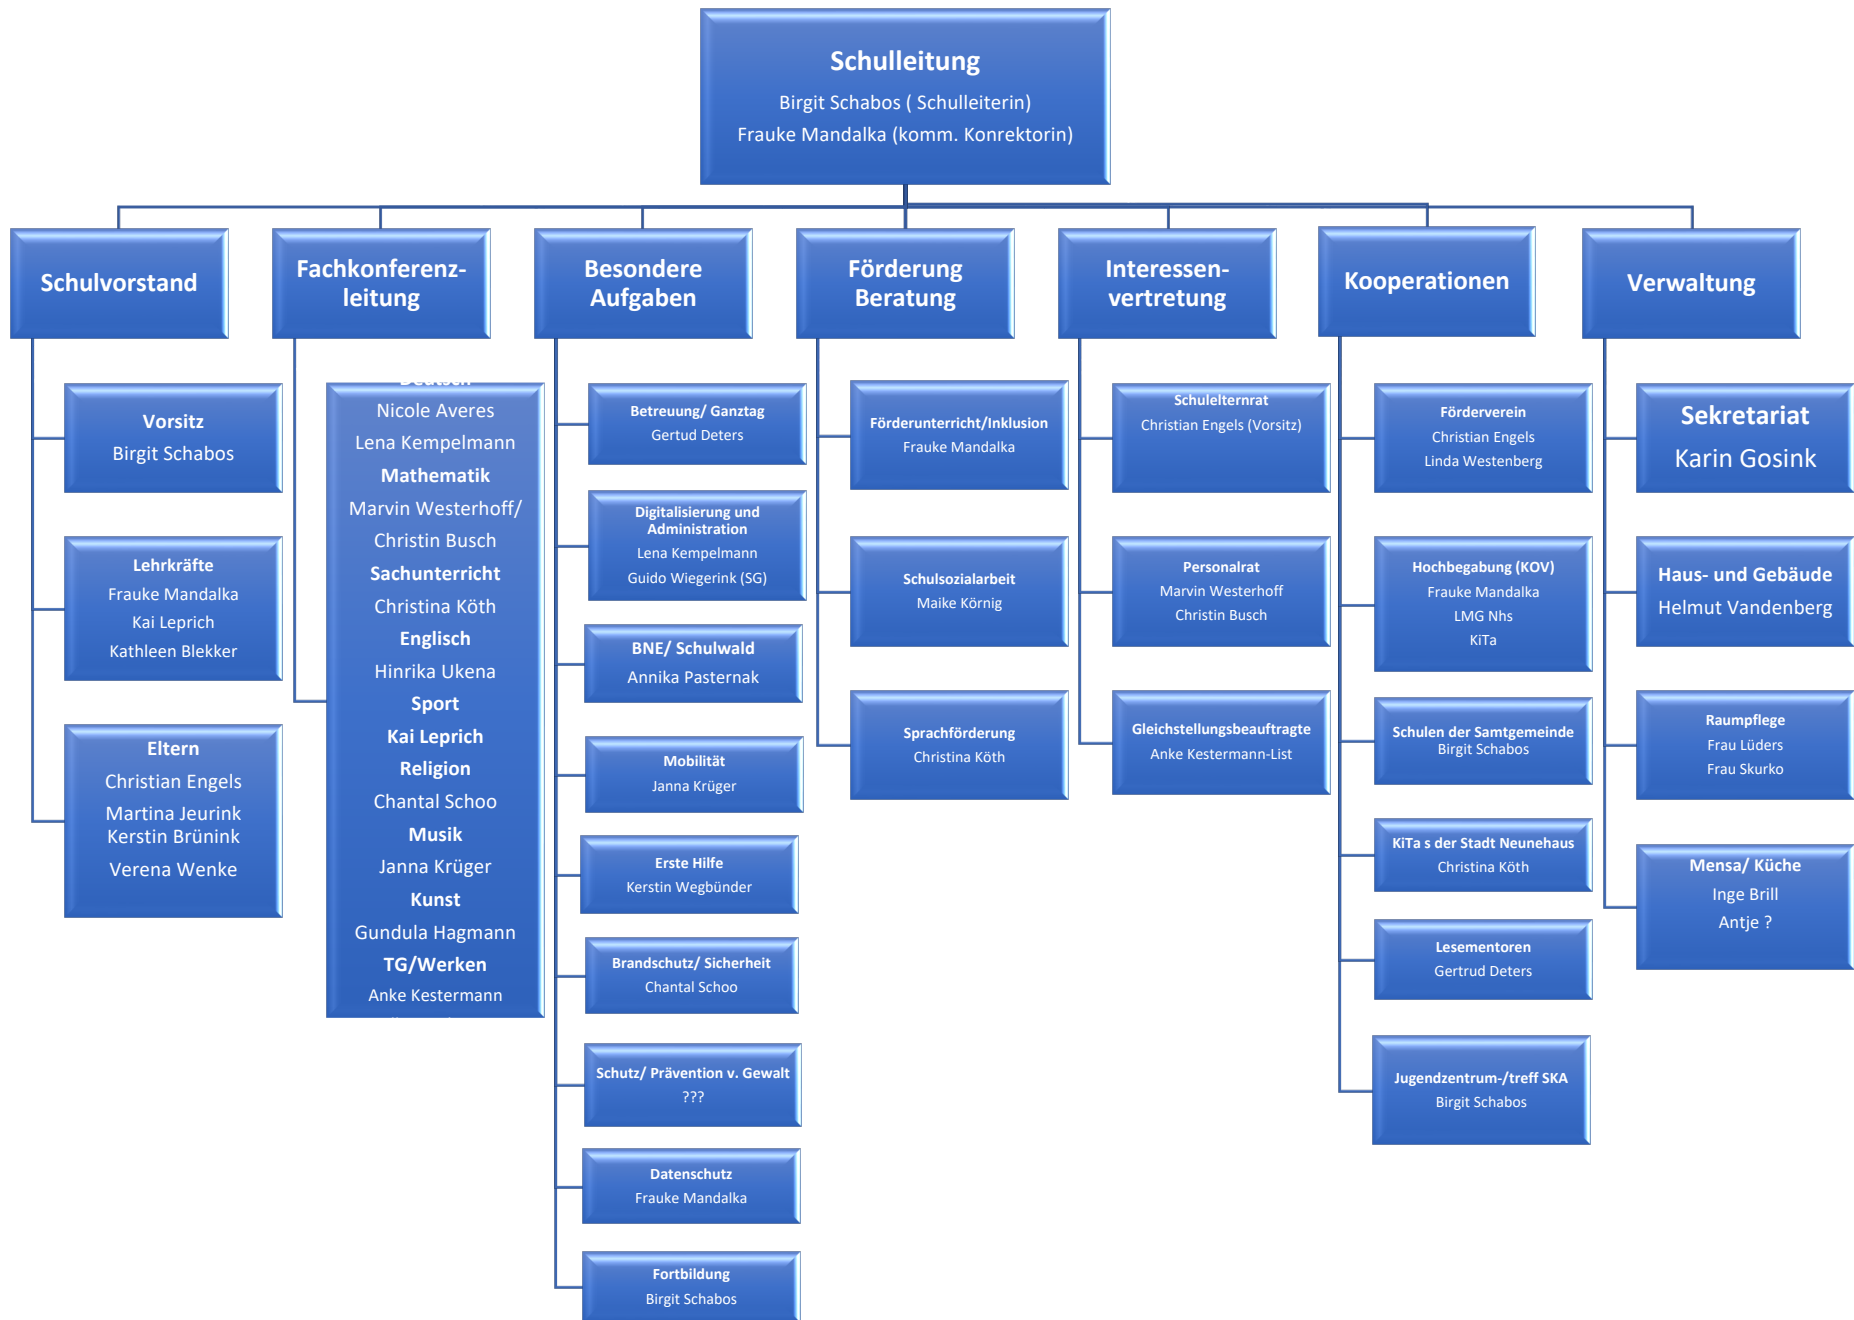 Schulleitung
Birgit Schabos ( Schulleiterin)
Frauke Mandalka (komm. Konrektorin)
Schulvorstand
Vorsitz
Birgit Schabos
Lehrkräfte
Frauke Mandalka
Kai Leprich
Kathleen Blekker
Eltern
Christian Engels
Martina Jeurink
Kerstin Brünink
Verena Wenke
Fachkonferenz-
leitung
Deutsch
Nicole Averes
Lena Kempelmann
Mathematik
Marvin Westerhoff/
Christin Busch
Sachunterricht
Christina Köth
Englisch
Hinrika Ukena
Sport
Kai Leprich
Religion
Chantal Schoo
Musik
Janna Krüger
Kunst
Gundula Hagmann
TG/Werken
Anke Kestermann
Besondere
Aufgaben
Betreuung/ Ganztag
Gertud Deters
Digitalisierung und
Administration
Lena Kempelmann
Guido Wiegerink (SG)
BNE/ Schulwald
Annika Pasternak
Mobilität
Janna Krüger
Erste Hilfe
Kerstin Wegbünder
Brandschutz/ Sicherheit
Chantal Schoo
Schutz/ Prävention v. Gewalt
???
Datenschutz
Frauke Mandalka
Fortbildung
Birgit Schabos
Förderung
Beratung
Förderunterricht/Inklusion
Frauke Mandalka
Schulsozialarbeit
Maike Körnig
Sprachförderung
Christina Köth
Interessen-
vertretung
Schulelternrat
Christian Engels (Vorsitz)
Personalrat
Marvin Westerhoff
Christin Busch
Gleichstellungsbeauftragte
Anke Kestermann-List
Kooperationen
Förderverein
Christian Engels
Linda Westenberg
Hochbegabung (KOV)
Frauke Mandalka
LMG Nhs
KiTa
Schulen der Samtgemeinde
Birgit Schabos
KiTa s der Stadt Neunehaus
Christina Köth
Lesementoren
Gertrud Deters
Jugendzentrum-/treff SKA
Birgit Schabos
Verwaltung
Sekretariat
Karin Gosink
Haus- und Gebäude
Helmut Vandenberg
Raumpflege
Frau Lüders
Frau Skurko
Mensa/ Küche
Inge Brill
Antje ?